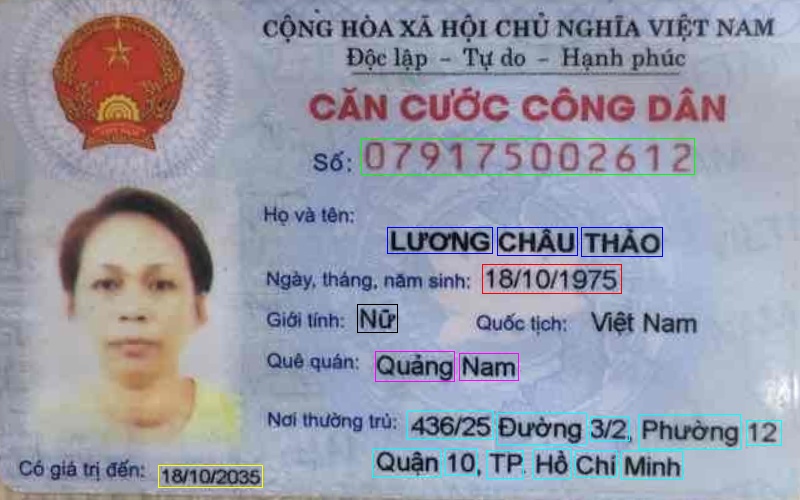 CỘNG HÒA XÃ HỘI CHỦ NGHĨA VIỆT NAM
Độc lập - Tự do - Hạnh phúc
CĂN CƯỚC CÔNG DÂN
Số: 079175002612
Họ và tên:
LƯƠNG CHÂU THẢO
Ngày, tháng, năm sinh: 18/10/1975
Giới tính: Nữ Quốc tịch: Việt Nam
Quê quán: Quảng Nam
Nơi thường trú: 436/25 Đường 3/2, Phường 12
Quận 10, TP. Hồ Chí Minh
Có giá trị đến: 18/10/2035